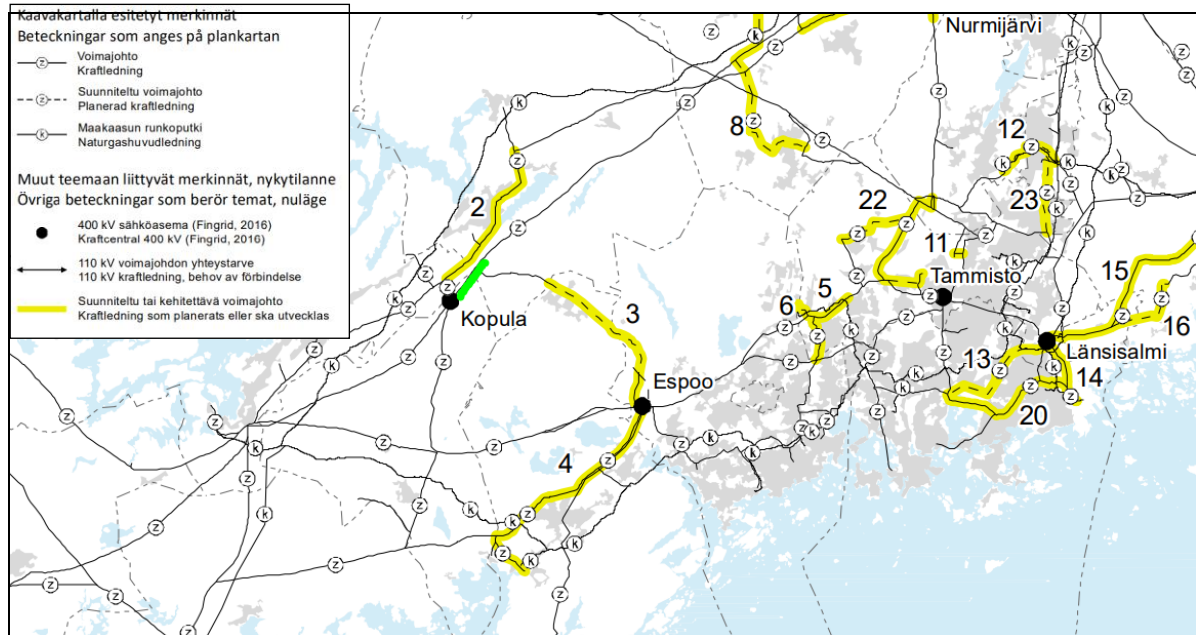 Kaavakartalla esitetyt merkinnät
Beteckningar som anges på plankartan
Voimajohto
Kraftledning
Suunniteltu voimajohto
Planerad kraftledning
Maakaasun runkoputki
Naturgashuvudledning
Muut teemaan liittyvät merkinnät, nykytilanne
Övriga beteckningar som berör temat, nuläge
400 kV sähköasema (Fingrid, 2016)
Kraftcentral 400 kV (Fingrid, 2016)
110 kV voimajohdon yhteystarve
110 kV kraftledning, behov av förbindelse
Suunniteltu tai kehitettävä voimajohto
Kraftledning som planerats eller ska utvecklas
Nurmijärvi
8
12
2
22
23
11
15
Tammisto
3
6
5
16
Kopula
Länsisalmi
13
Espoo
14
20
4